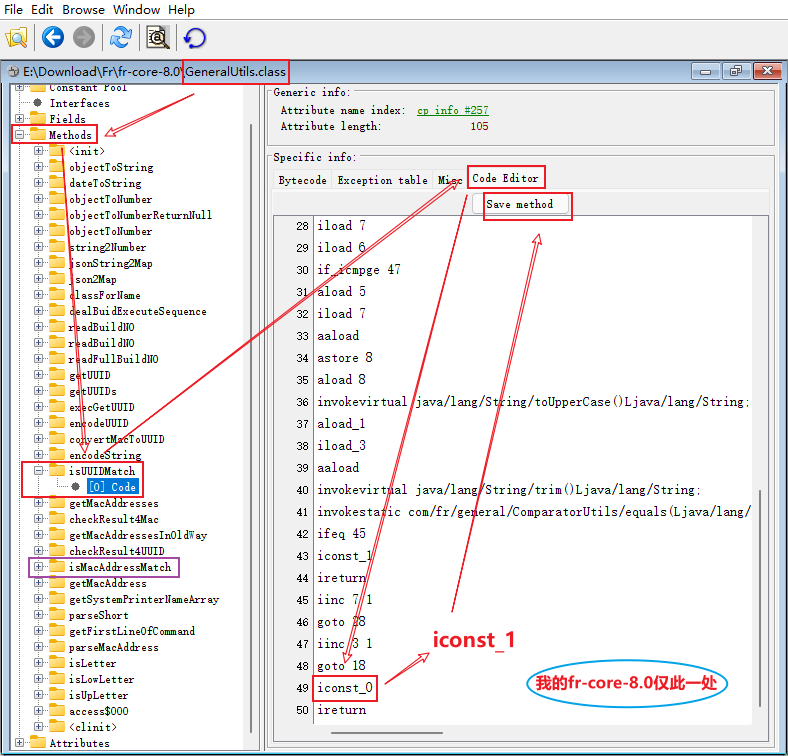 File Edit Browse Window Help
E:\Download\Fr\fr-core-8.0\GeneralUtils.class
Constant Pool
Interfaces
Fields
Methods
<init>
objectToString
dateToString
objectToNumber
objectToNumberReturnNull
objectToNumber
string2Number
jsonString2Map
json2Map
classForName
dealBuidExecuteSequence
readBuildNO
readBuildNO
readFullBuildNO
getUUID
getUUIDs
execGetUUID
encodeUUID
convertMacToUUID
encodeString
isUUIDMatch
[0] Code
getMacAddresses
checkResult4Mac
getMacAddressesInOldWay
checkResult4UUID
isMacAddressMatch
getMacAddress
getSystemPrinterNameArray
parseShort
getFirstLineOfCommand
parseMacAddress
isLetter
isLowLetter
isUpLetter
access$000
<clinit>
Attributes
Generic info:
Attribute name index: cp info #257
Attribute length: 105
Specific info:
Bytecode Exception table Misc Code Editor
Save method
28 iload 7
29 iload 6
30 if_icmpge 47
31 aload 5
32 iload 7
33 aaload
34 astore 8
35 aload 8
36 invokevirtual java/lang/String/toUpperCase()Ljava/lang/String;
37 aload_1
38 iload_3
39 aaload
40 invokevirtual java/lang/String/trim()Ljava/lang/String;
41 invokestatic com/fr/general/ComparatorUtils/equals(Ljava/lang/
42 ifeq 45
43 iconst_1
44 ireturn
45 iinc 7 1
46 goto 28
47 iinc 3 1
48 goto 18
49 iconst_0
50 ireturn
iconst_1
我的fr-core-8.0仅此一处